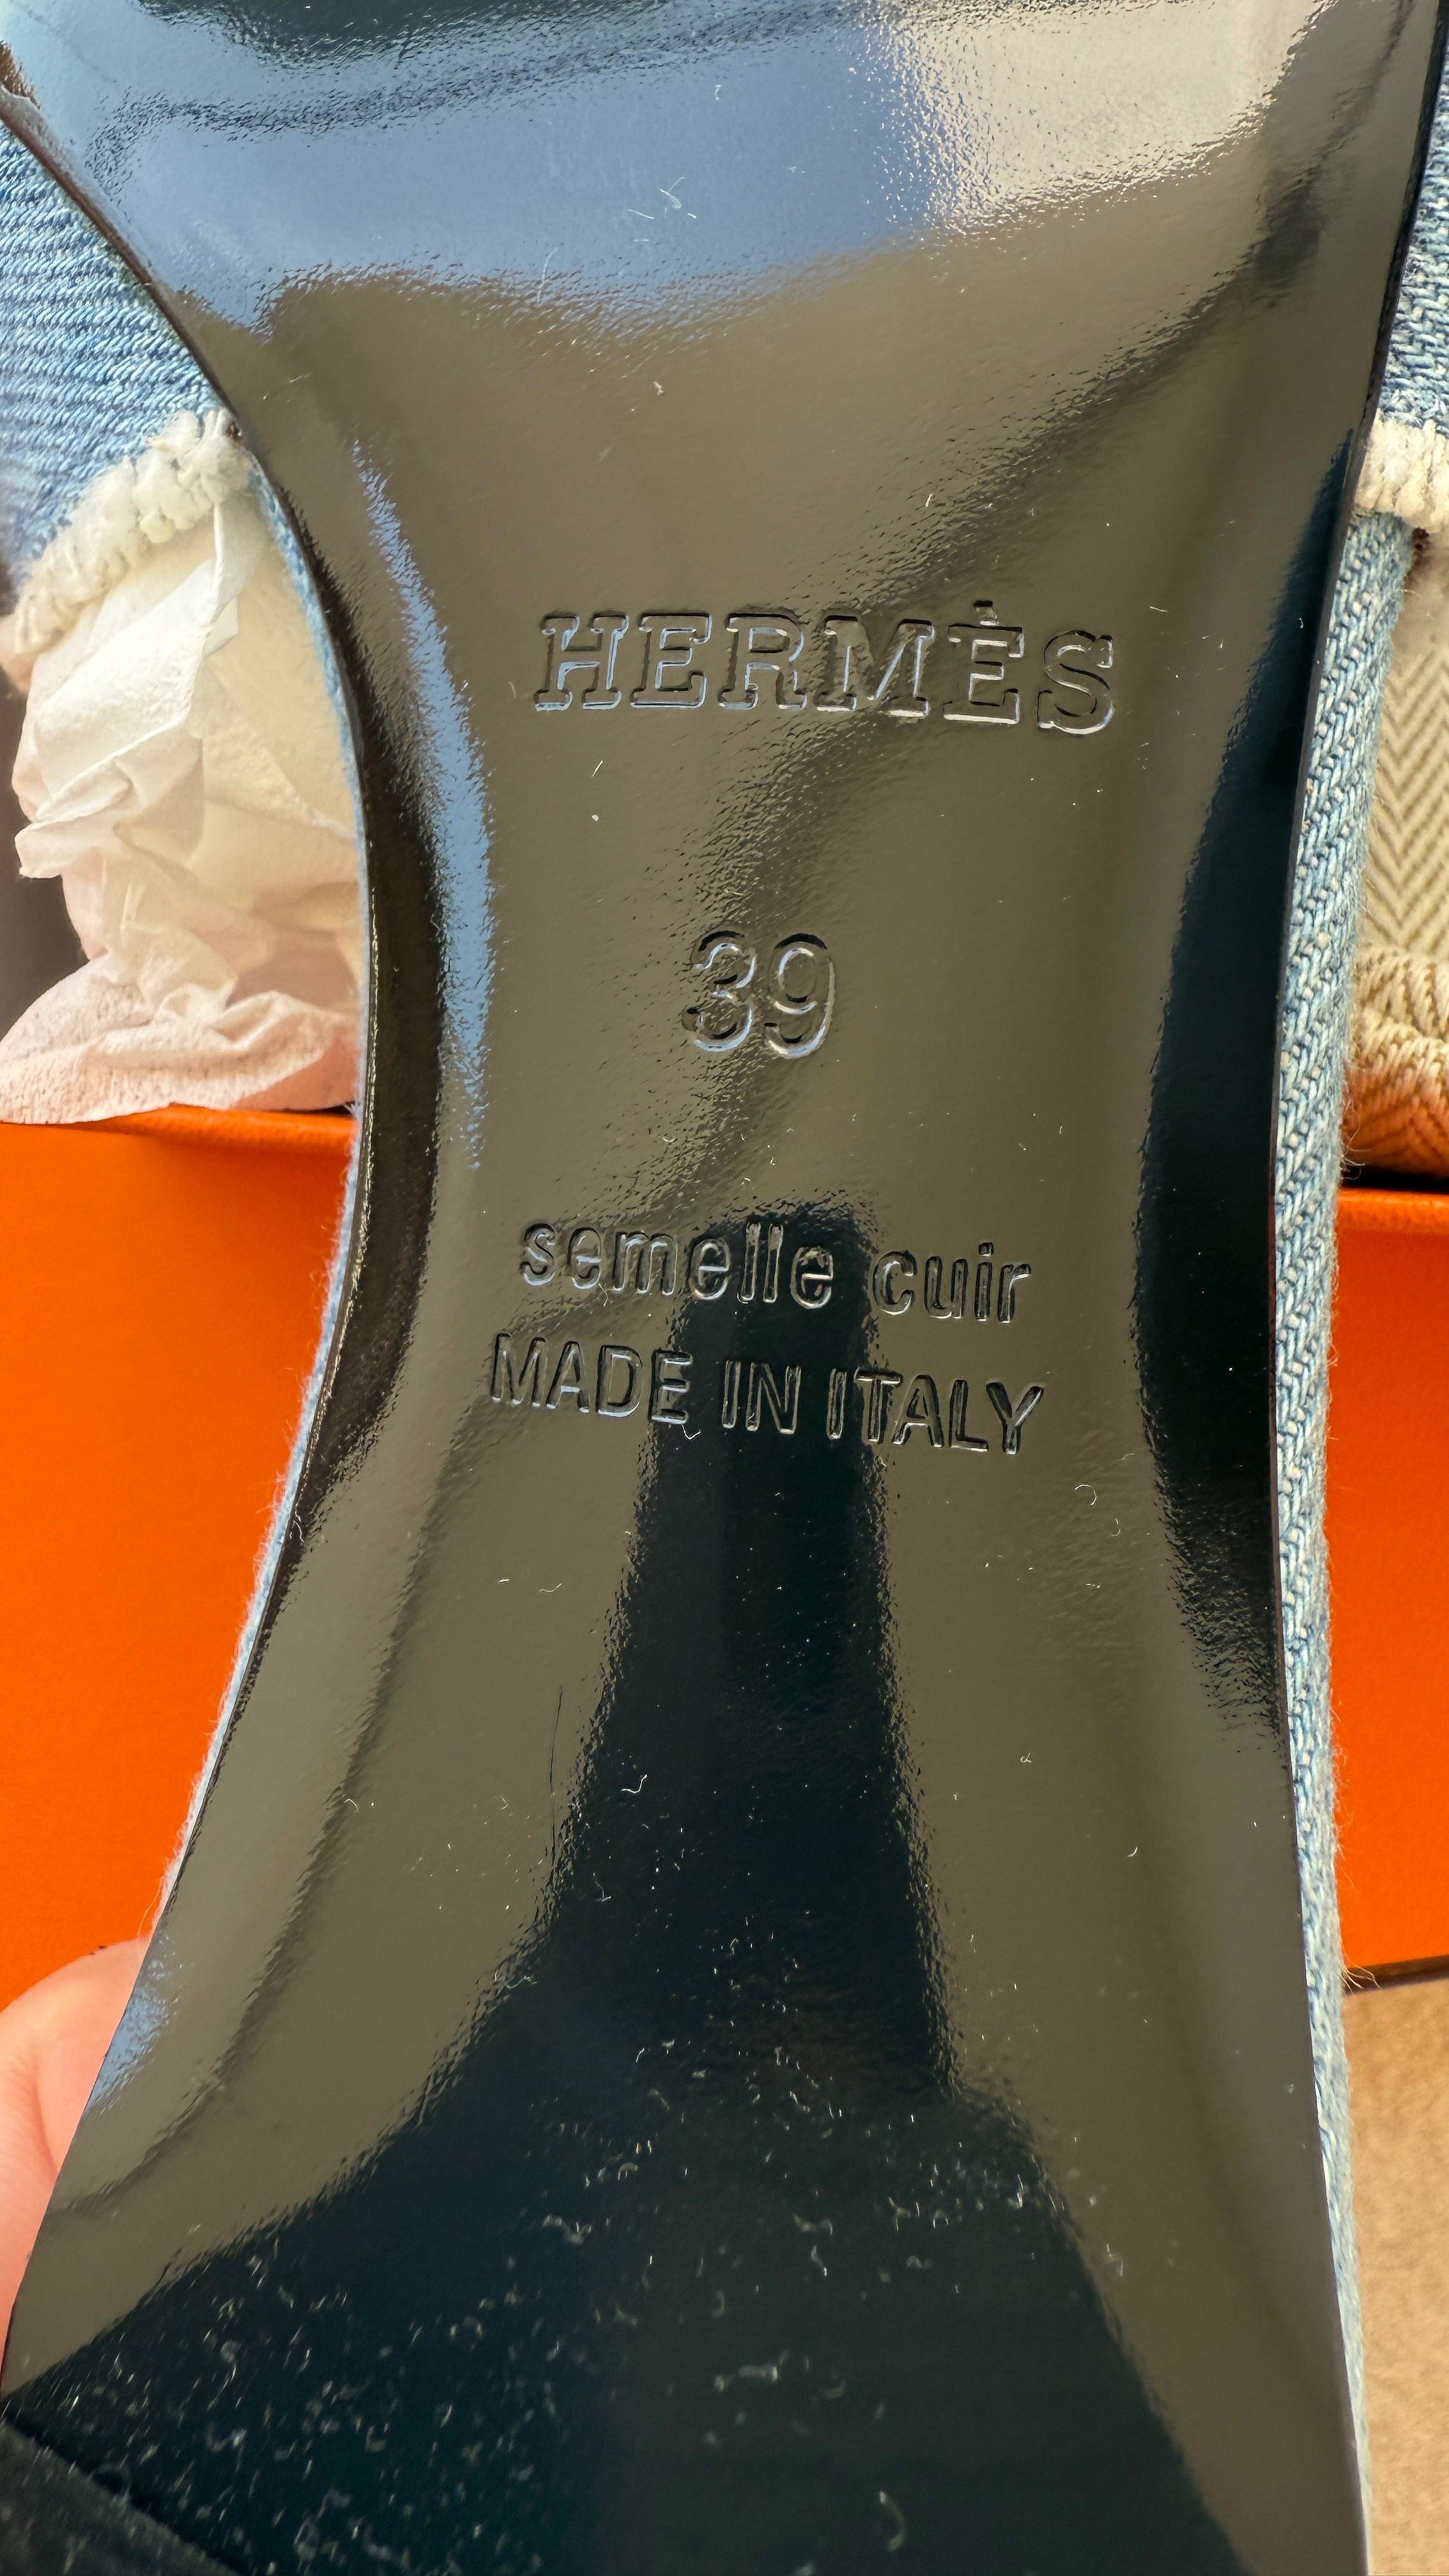 HERMÈS
39
semelle cuir
MADE IN ITALY